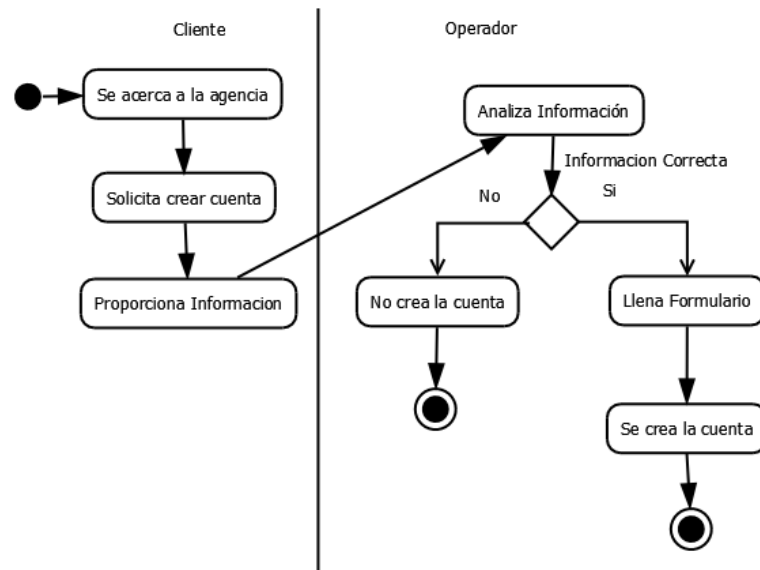 Cliente
Operador
Se acerca a la agencia
Analiza Información
Solicita crear cuenta
Informacion Correcta
No
Si
Proporciona Informacion
No crea la cuenta
Llena Formulario
Se crea la cuenta